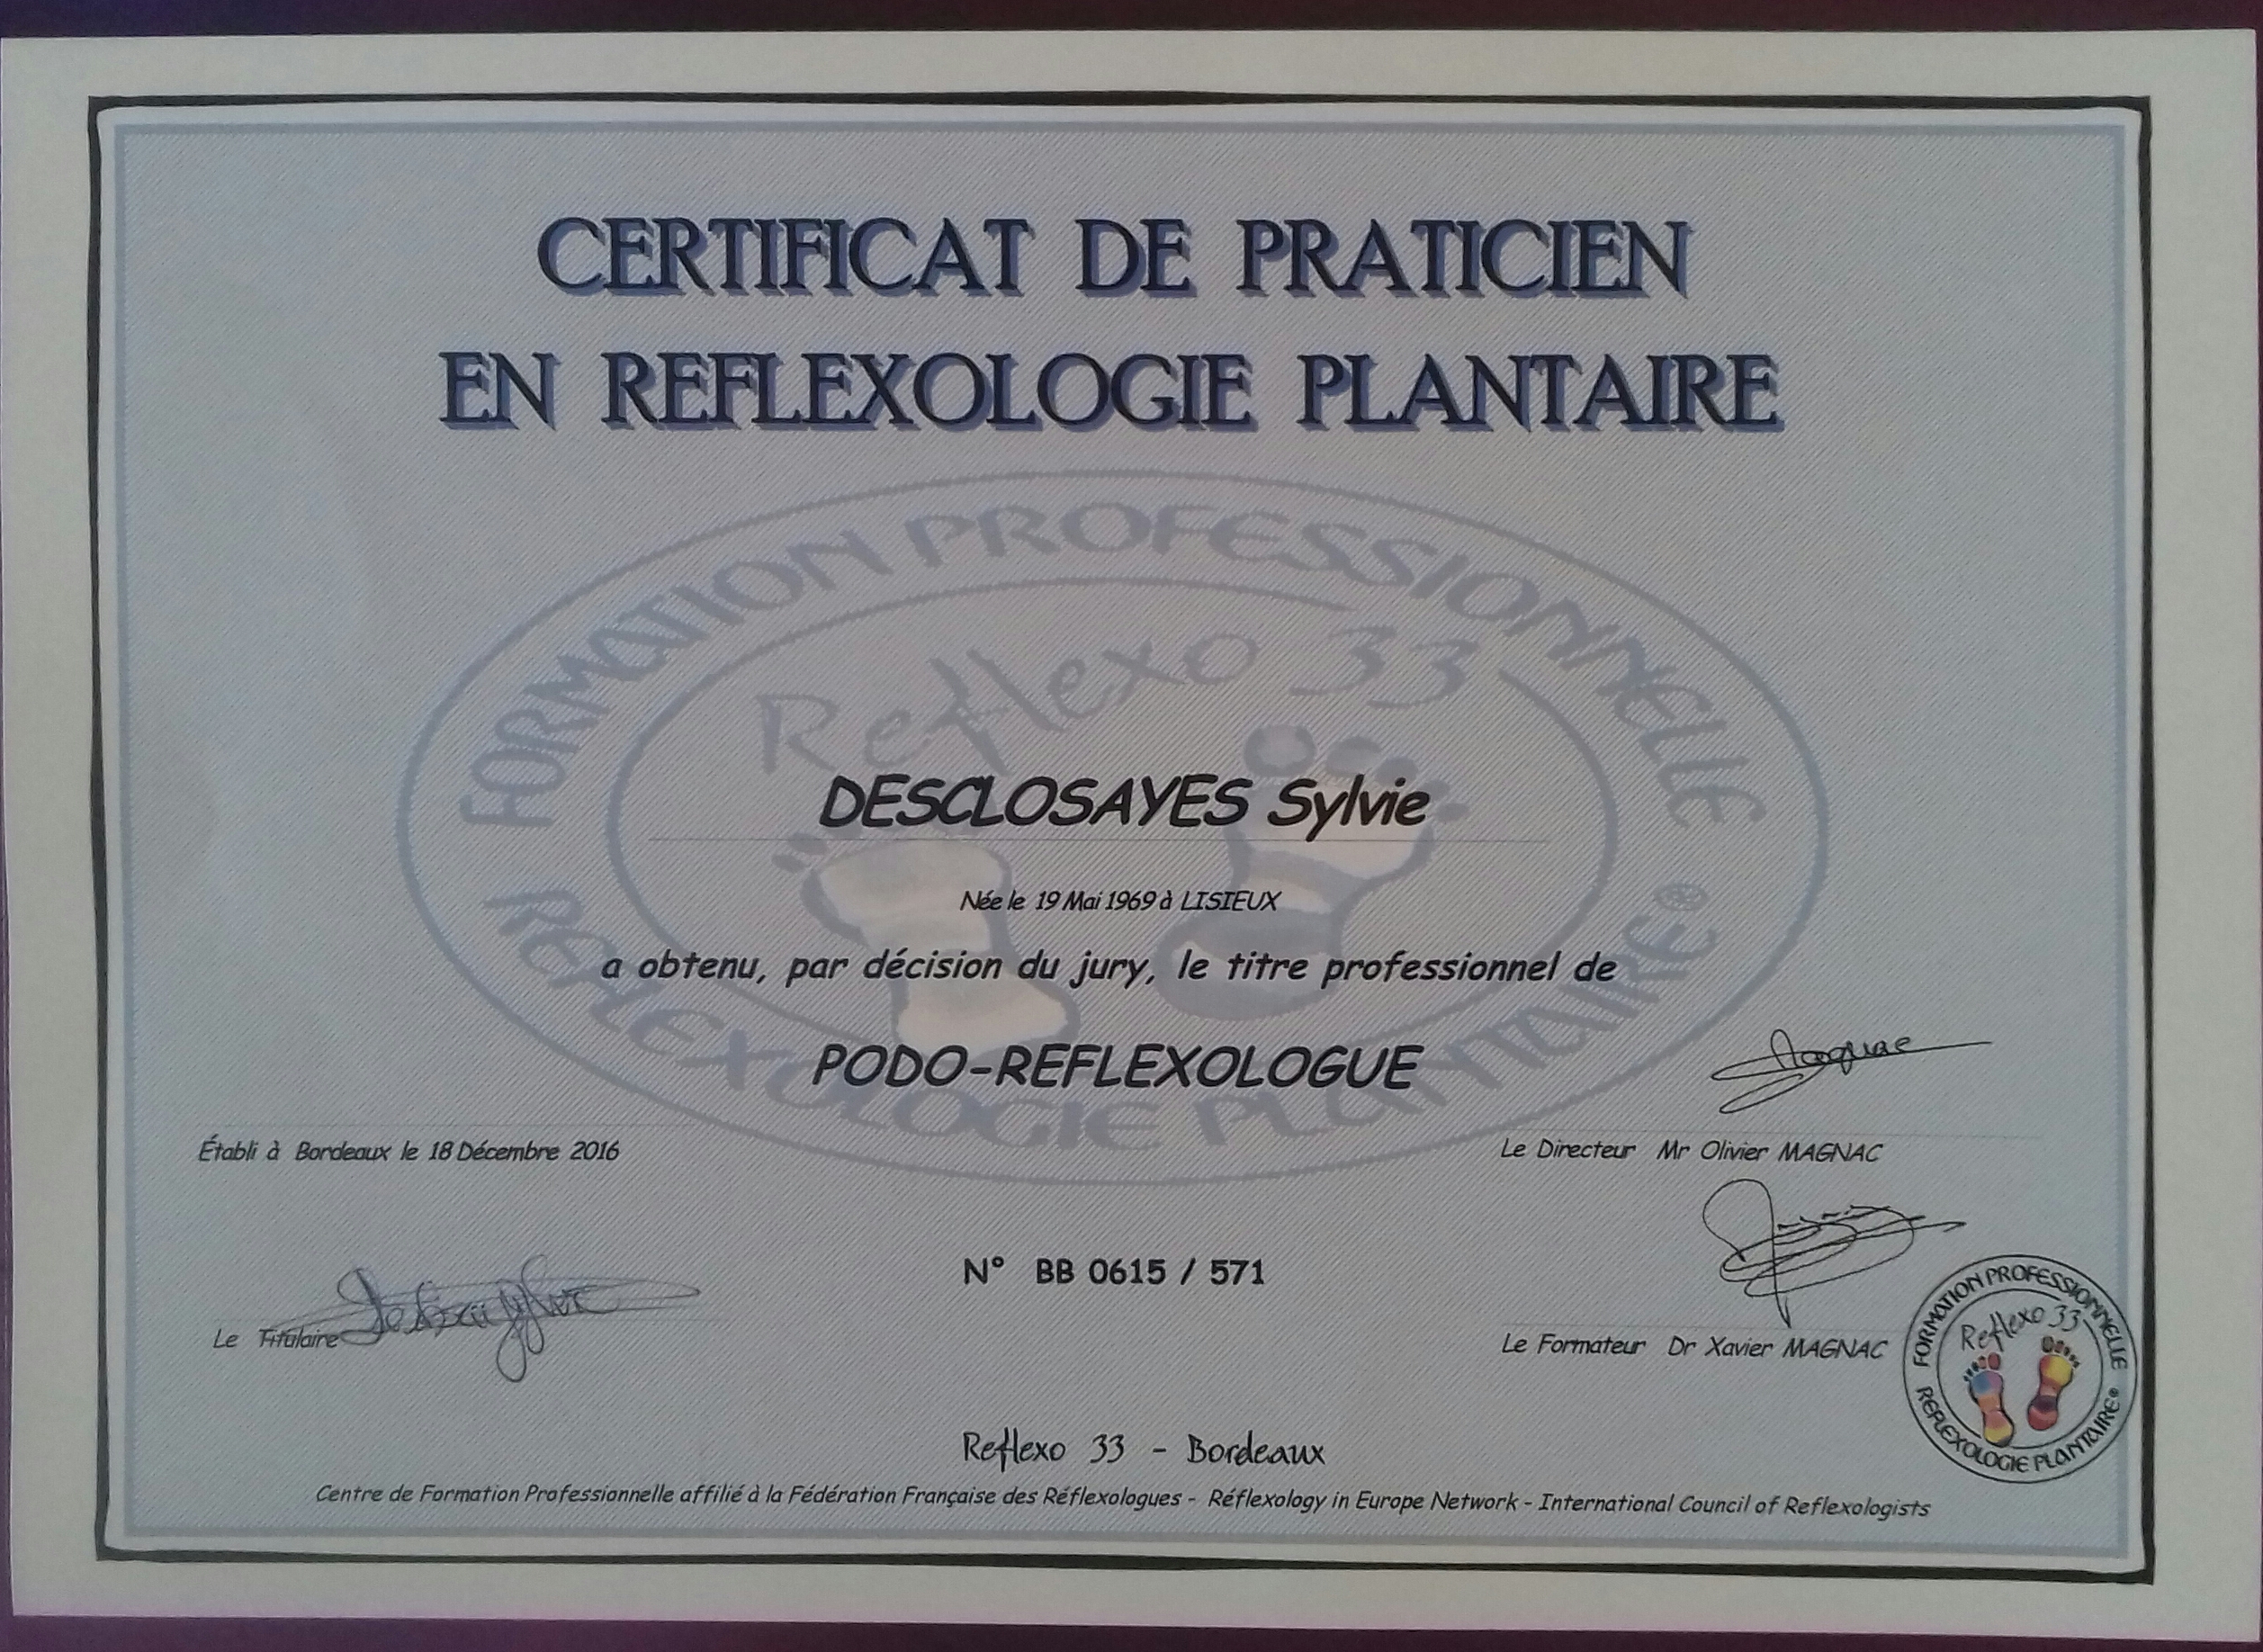 CERTIFICAT DE PRATICIEN
EN REFLEXOLOGIE PLANTAIRE
FORMATION PROFESSIONNELLE
Reflexo 33
REFLEXOLOGIE PLANTAIRE®
DESCLOSAYES Sylvie
Née le 19 Mai 1969 à LISIEUX
a obtenu, par décision du jury, le titre professionnel de
PODO-REFLEXOLOGUE
Établi à Bordeaux le 18 Décembre 2016
Le Directeur Mr Olivier MAGNAC
N° BB 0615 / 571
Le Titulaire
Le Formateur Dr Xavier MAGNAC
FORMATION PROFESSIONNELLE
Reflexo 33
REFLEXOLOGIE PLANTAIRE®
Reflexo 33 - Bordeaux
Centre de Formation Professionnelle affilié à la Fédération Française des Réflexologues - Réflexology in Europe Network - International Council of Reflexologists